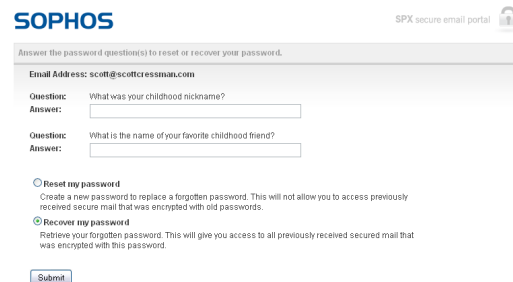 SOPHOS
SPX secure email portal
Answer the password question(s) to reset or recover your password.
Email Address: scott@scottcressman.com
Question: What was your childhood nickname?
Answer:
Question: What is the name of your favorite childhood friend?
Answer:
Reset my password
Create a new password to replace a forgotten password. This will not allow you to access previously
received secure mail that was encrypted with old passwords.
Recover my password
Retrieve your forgotten password. This will give you access to all previously received secured mail that
was encrypted with this password.
Submit